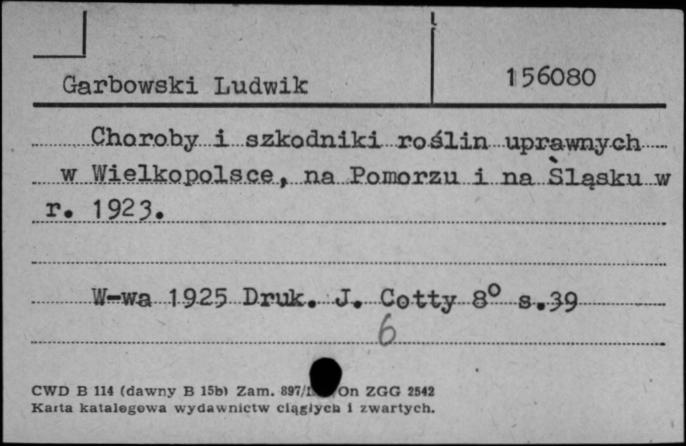 Garbowski Ludwik 156080
Choroby i szkodniki roślin uprawnych
w Wielkopolsce, na Pomorzu i na Śląsku w
r. 1923.
W-wa 1925 Druk. J. Cotty 8° s.39
6
CWD B 114 (dawny B 15b) Zam. 897/ On ZGG 2542
Karta katalogowa wydawnictw ciągłych i zwartych.